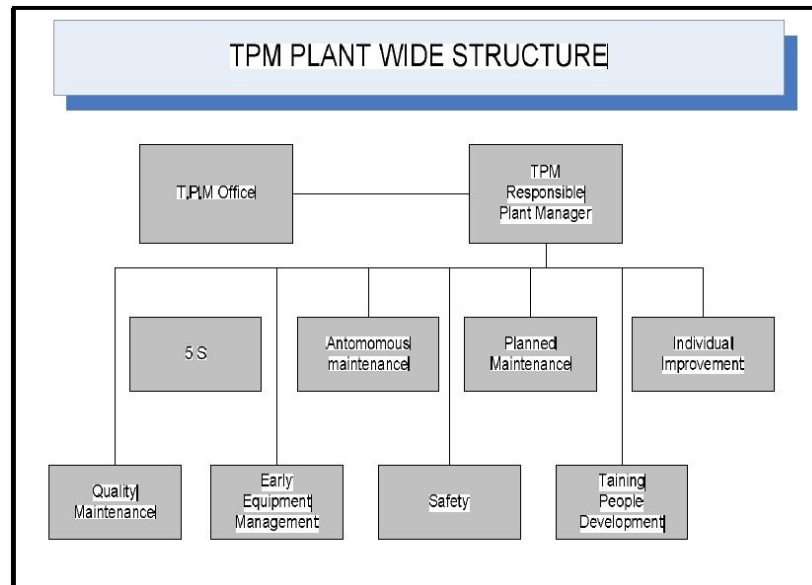 TPM PLANT WIDE STRUCTURE
T.P.M Office
TPM
Responsible
Plant Manager
5 S
Antomomous
maintenance
Planned
Maintenance
Individual
Improvement
Quality
Maintenance
Early
Equipment
Management
Safety
Taining
People
Development